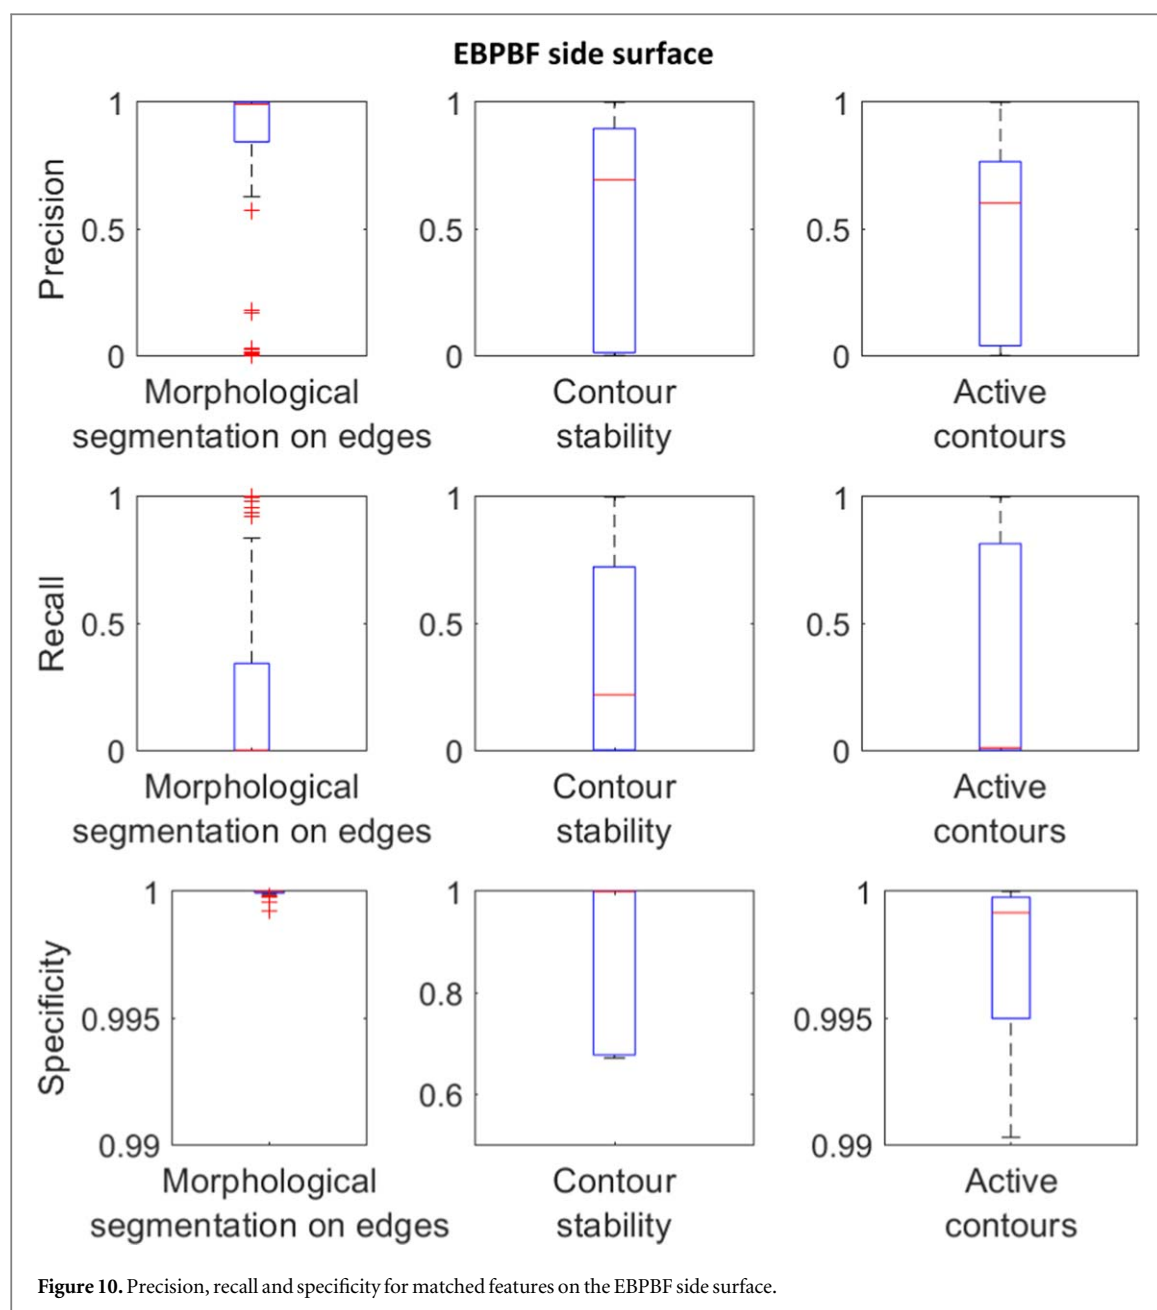 EBPBF side surface
1 1 1
Precision 0.5 0.5 0.5
0 0 0
Morphological Contour Active
segmentation on edges stability contours
1 1 1
Recall 0.5 0.5 0.5
0 0 0
Morphological Contour Active
segmentation on edges stability contours
1 1 1
Specificity 0.995 0.8 0.995
0.6
0.99 0.99
Morphological Contour Active
segmentation on edges stability contours
Figure 10. Precision, recall and specificity for matched features on the EBPBF side surface.